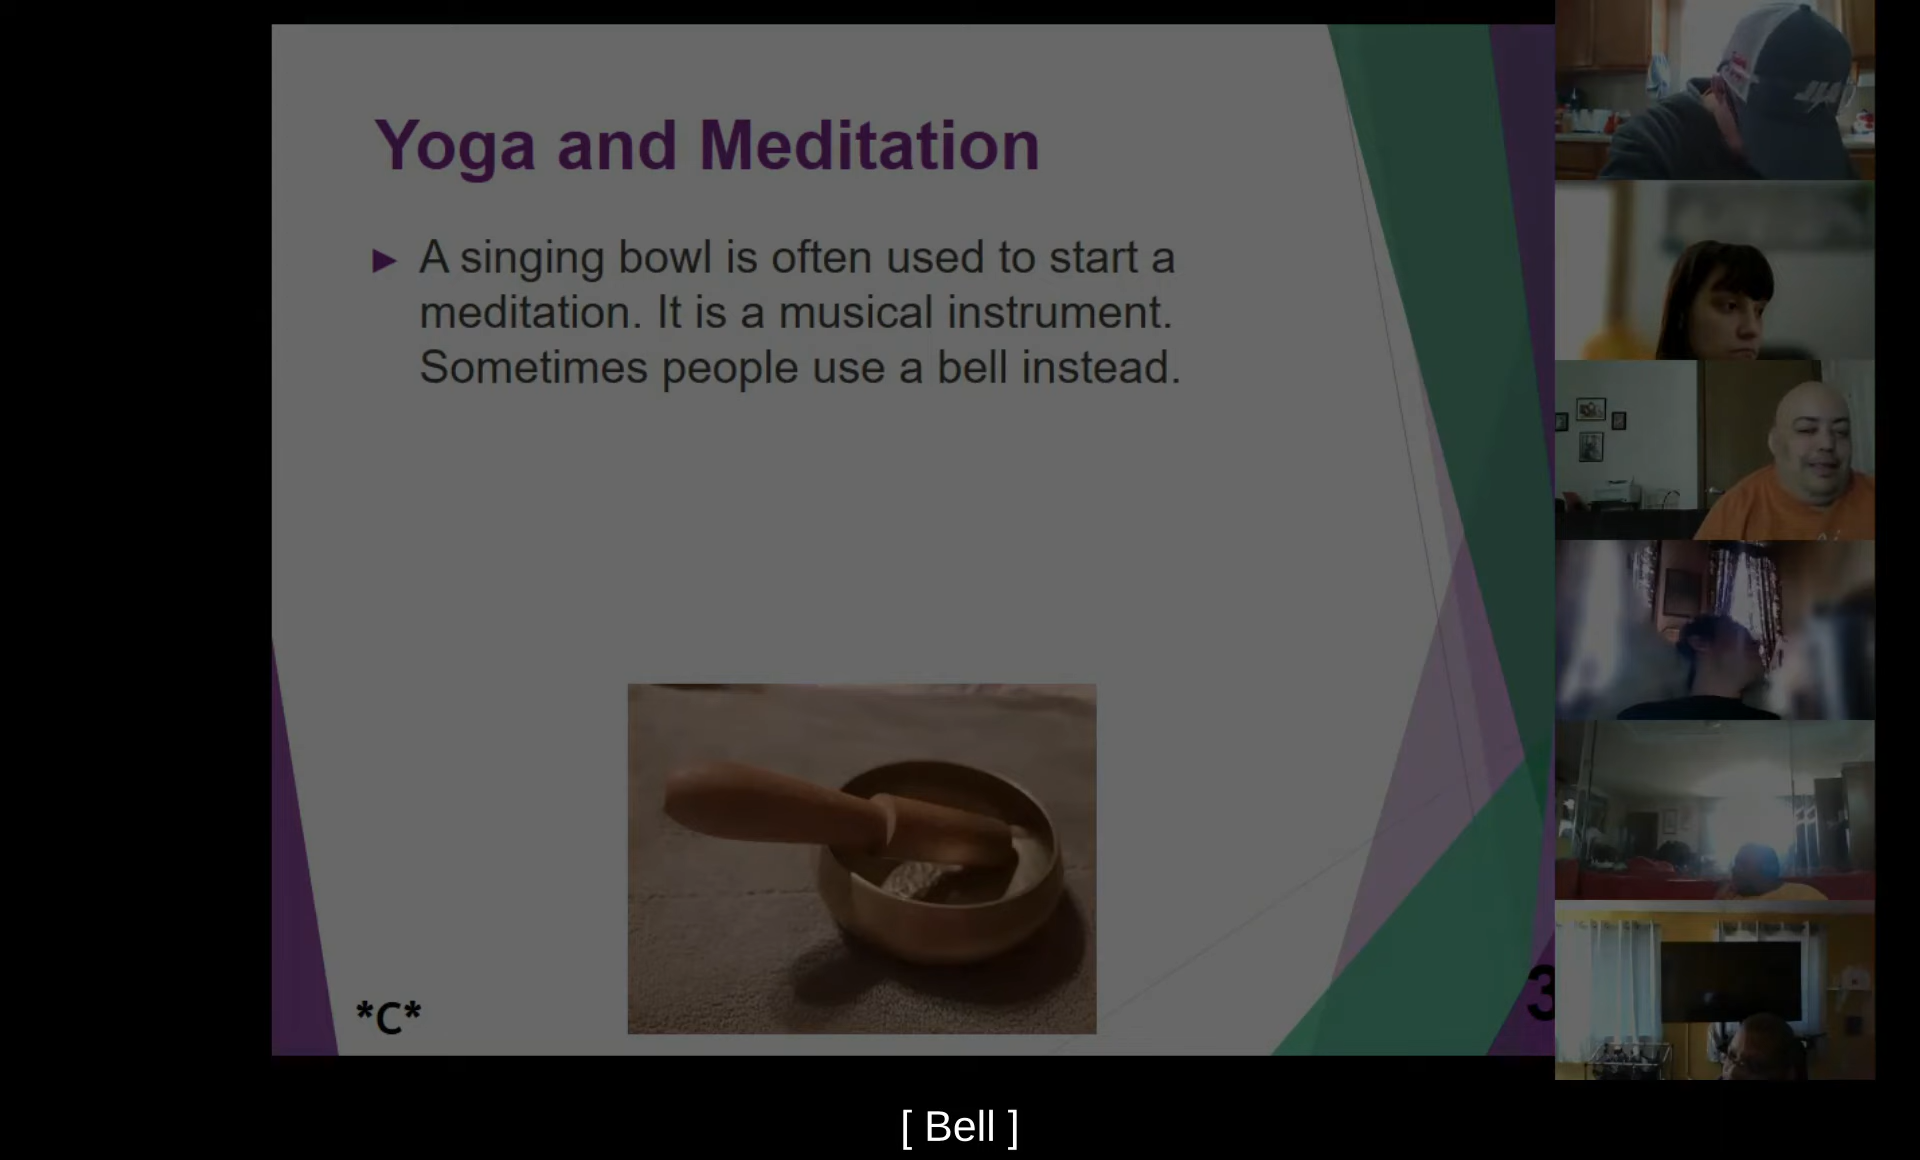 Yoga and Meditation
A singing bowl is often used to start a
meditation. It is a musical instrument.
Sometimes people use a bell instead.
*C*
3
[ Bell ]